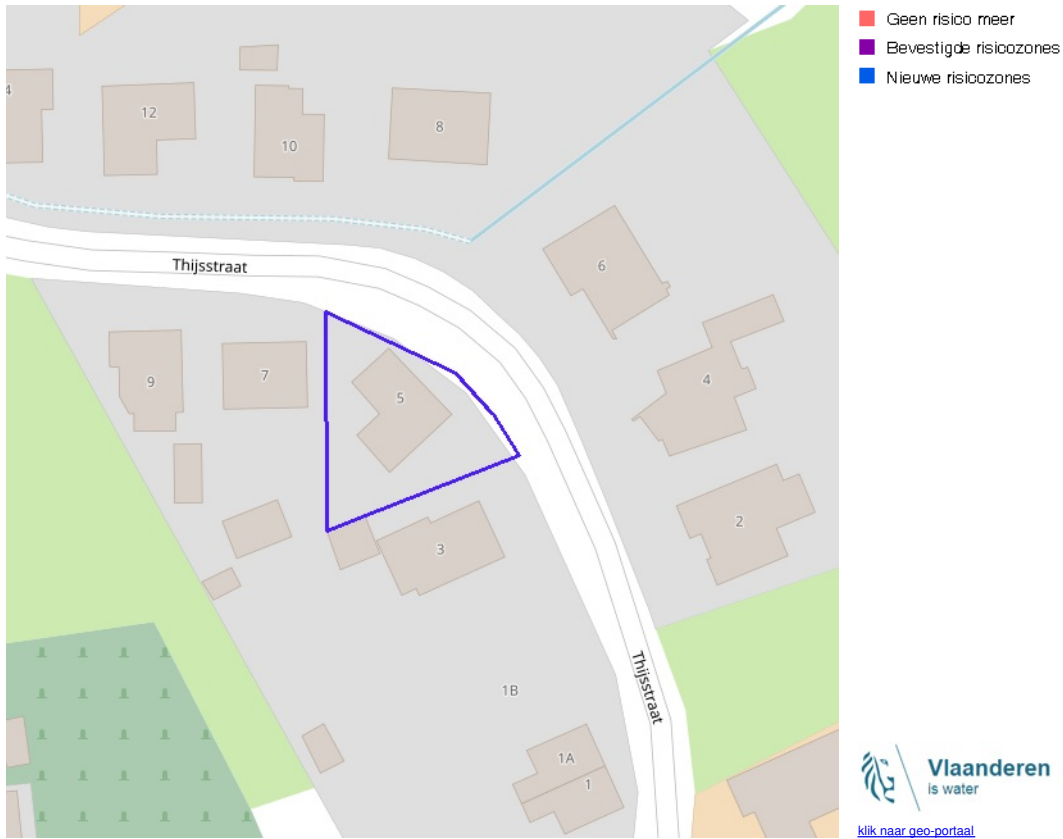 Geen risico meer
Bevestigde risicozones
Nieuwe risicozones
4
12
10
8
Thijsstraat
6
5
7
9
4
2
3
Thijsstraat
1B
1A
1
Vlaanderen
is water
klik naar geo-portaal